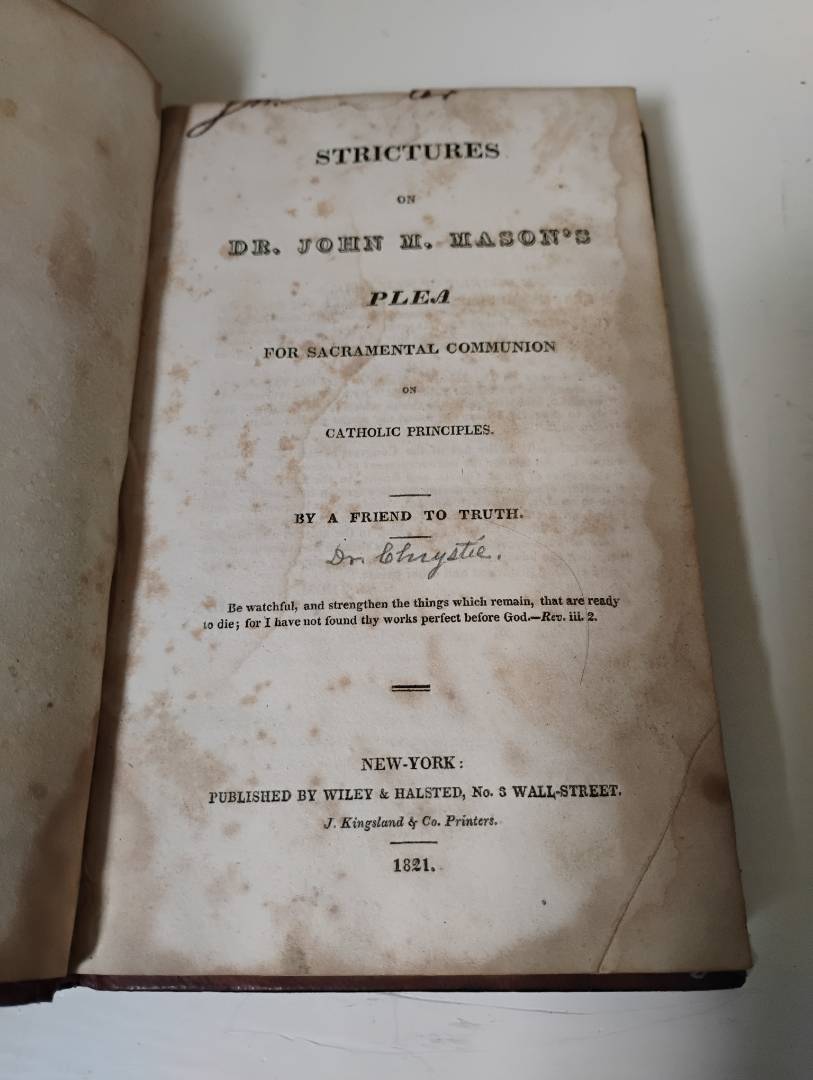 STRICTURES
ON
DR. JOHN M. MASON'S
PLEA
FOR SACRAMENTAL COMMUNION
ON
CATHOLIC PRINCIPLES.
BY A FRIEND TO TRUTH.
Dr. Chrystie.
Be watchful, and strengthen the things which remain, that are ready
to die; for I have not found thy works perfect before God.—Rev. iii. 2.
NEW-YORK:
PUBLISHED BY WILEY & HALSTED, No. 3 WALL-STREET.
J. Kingsland & Co. Printers.
1821.